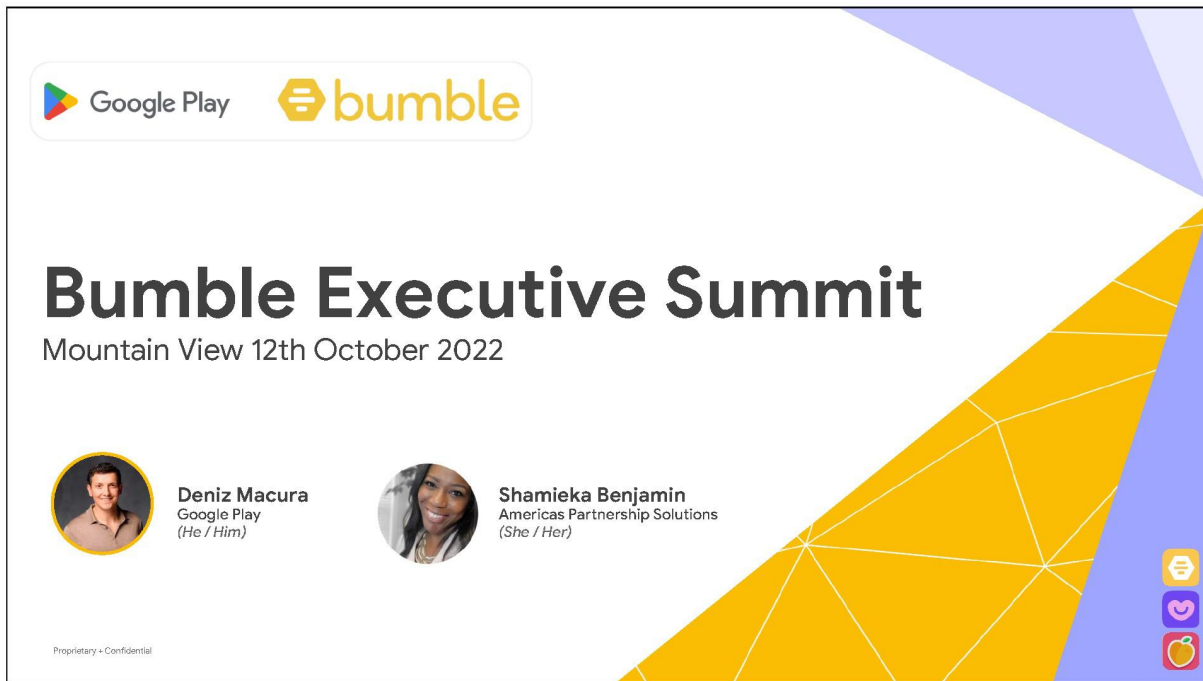 Google Play
bumble
Bumble Executive Summit
Mountain View 12th October 2022
Deniz Macura
Google Play
(He / Him)
Shamieka Benjamin
Americas Partnership Solutions
(She / Her)
Proprietary + Confidential